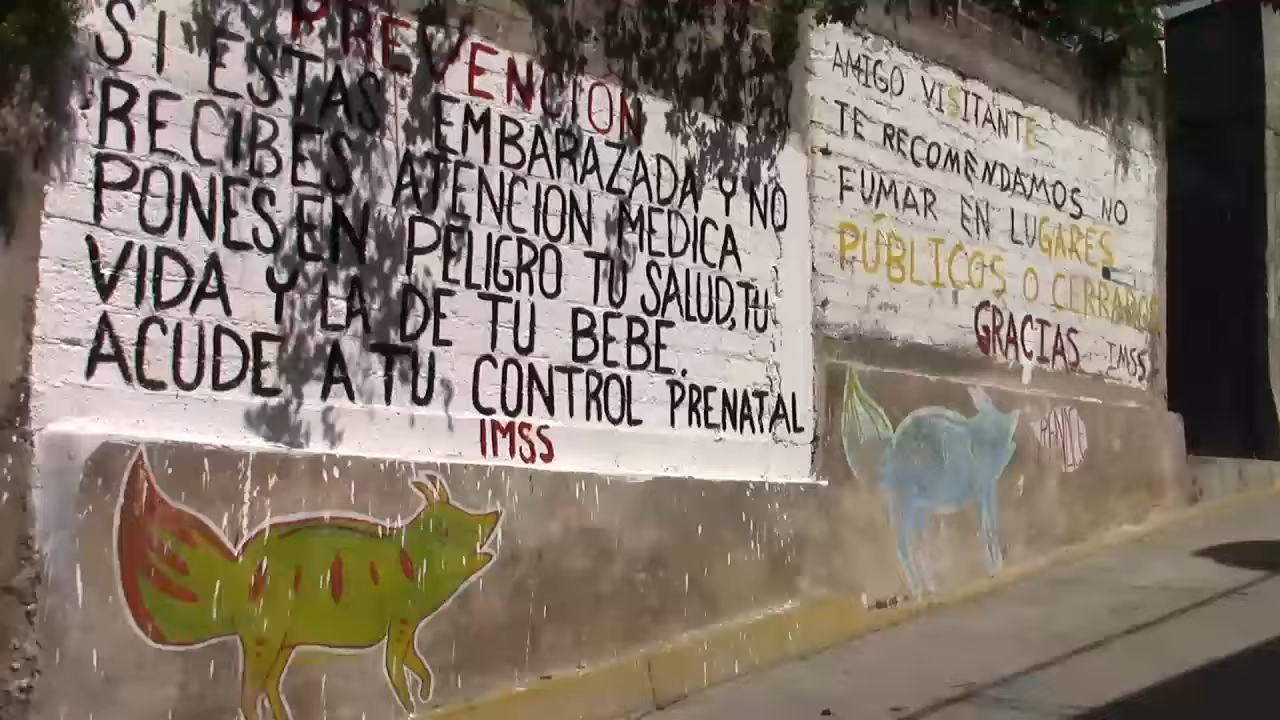 PREVENCION
SI ESTAS EMBARAZADA Y NO
RECIBES ATENCION MEDICA
PONES EN PELIGRO TU SALUD, TU
VIDA Y LA DE TU BEBE.
ACUDE A TU CONTROL PRENATAL
IMSS
AMIGO VISITANTE
TE RECOMENDAMOS NO
FUMAR EN LUGARES
PÚBLICOS O CERRADOS
GRACIAS IMSS